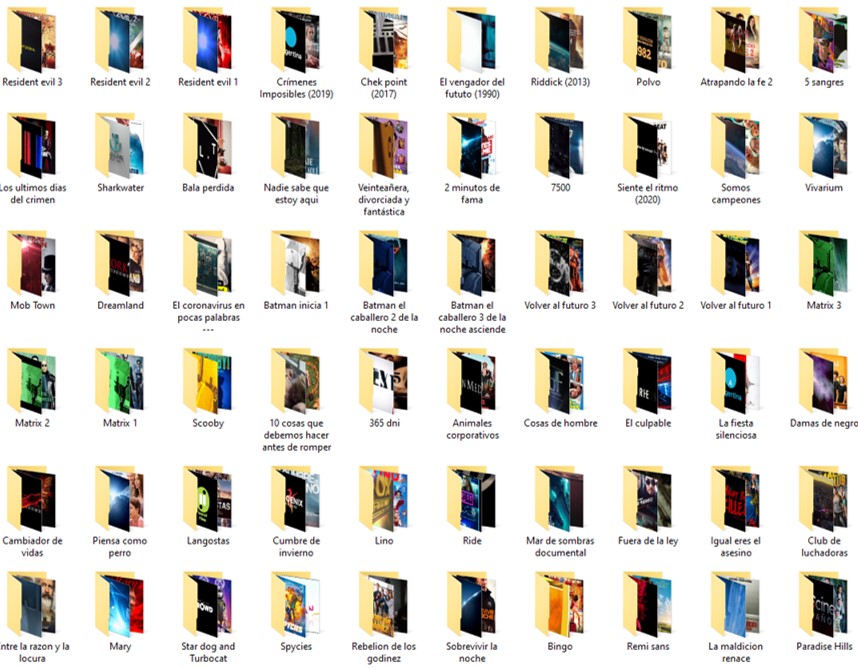 Resident evil 3
Resident evil 2
Resident evil 1
Crímenes
Imposibles (2019)
Chek point
(2017)
El vengador del
fututo (1990)
Riddick (2013)
Polvo
Atrapando la fe 2
5 sangres
Los ultimos dias
del crimen
Sharkwater
Bala perdida
Nadie sabe que
estoy aqui
Veinteañera,
divorciada y
fantástica
2 minutos de
fama
7500
Siente el ritmo
(2020)
Somos
campeones
Vivarium
Mob Town
Dreamland
El coronavirus en
pocas palabras
---
Batman inicia 1
Batman el
caballero 2 de la
noche
Batman el
caballero 3 de la
noche asciende
Volver al futuro 3
Volver al futuro 2
Volver al futuro 1
Matrix 3
Matrix 2
Matrix 1
Scooby
10 cosas que
debemos hacer
antes de romper
365 dni
Animales
corporativos
Cosas de hombre
El culpable
La fiesta
silenciosa
Damas de negro
Cambiador de
vidas
Piensa como
perro
Langostas
Cumbre de
invierno
Lino
Ride
Mar de sombras
documental
Fuera de la ley
Igual eres el
asesino
Club de
luchadoras
Entre la razon y la
locura
Mary
Star dog and
Turbocat
Spycies
Rebelion de los
godinez
Sobrevivir la
noche
Bingo
Remi sans
La maldicion
renace
Paradise Hills